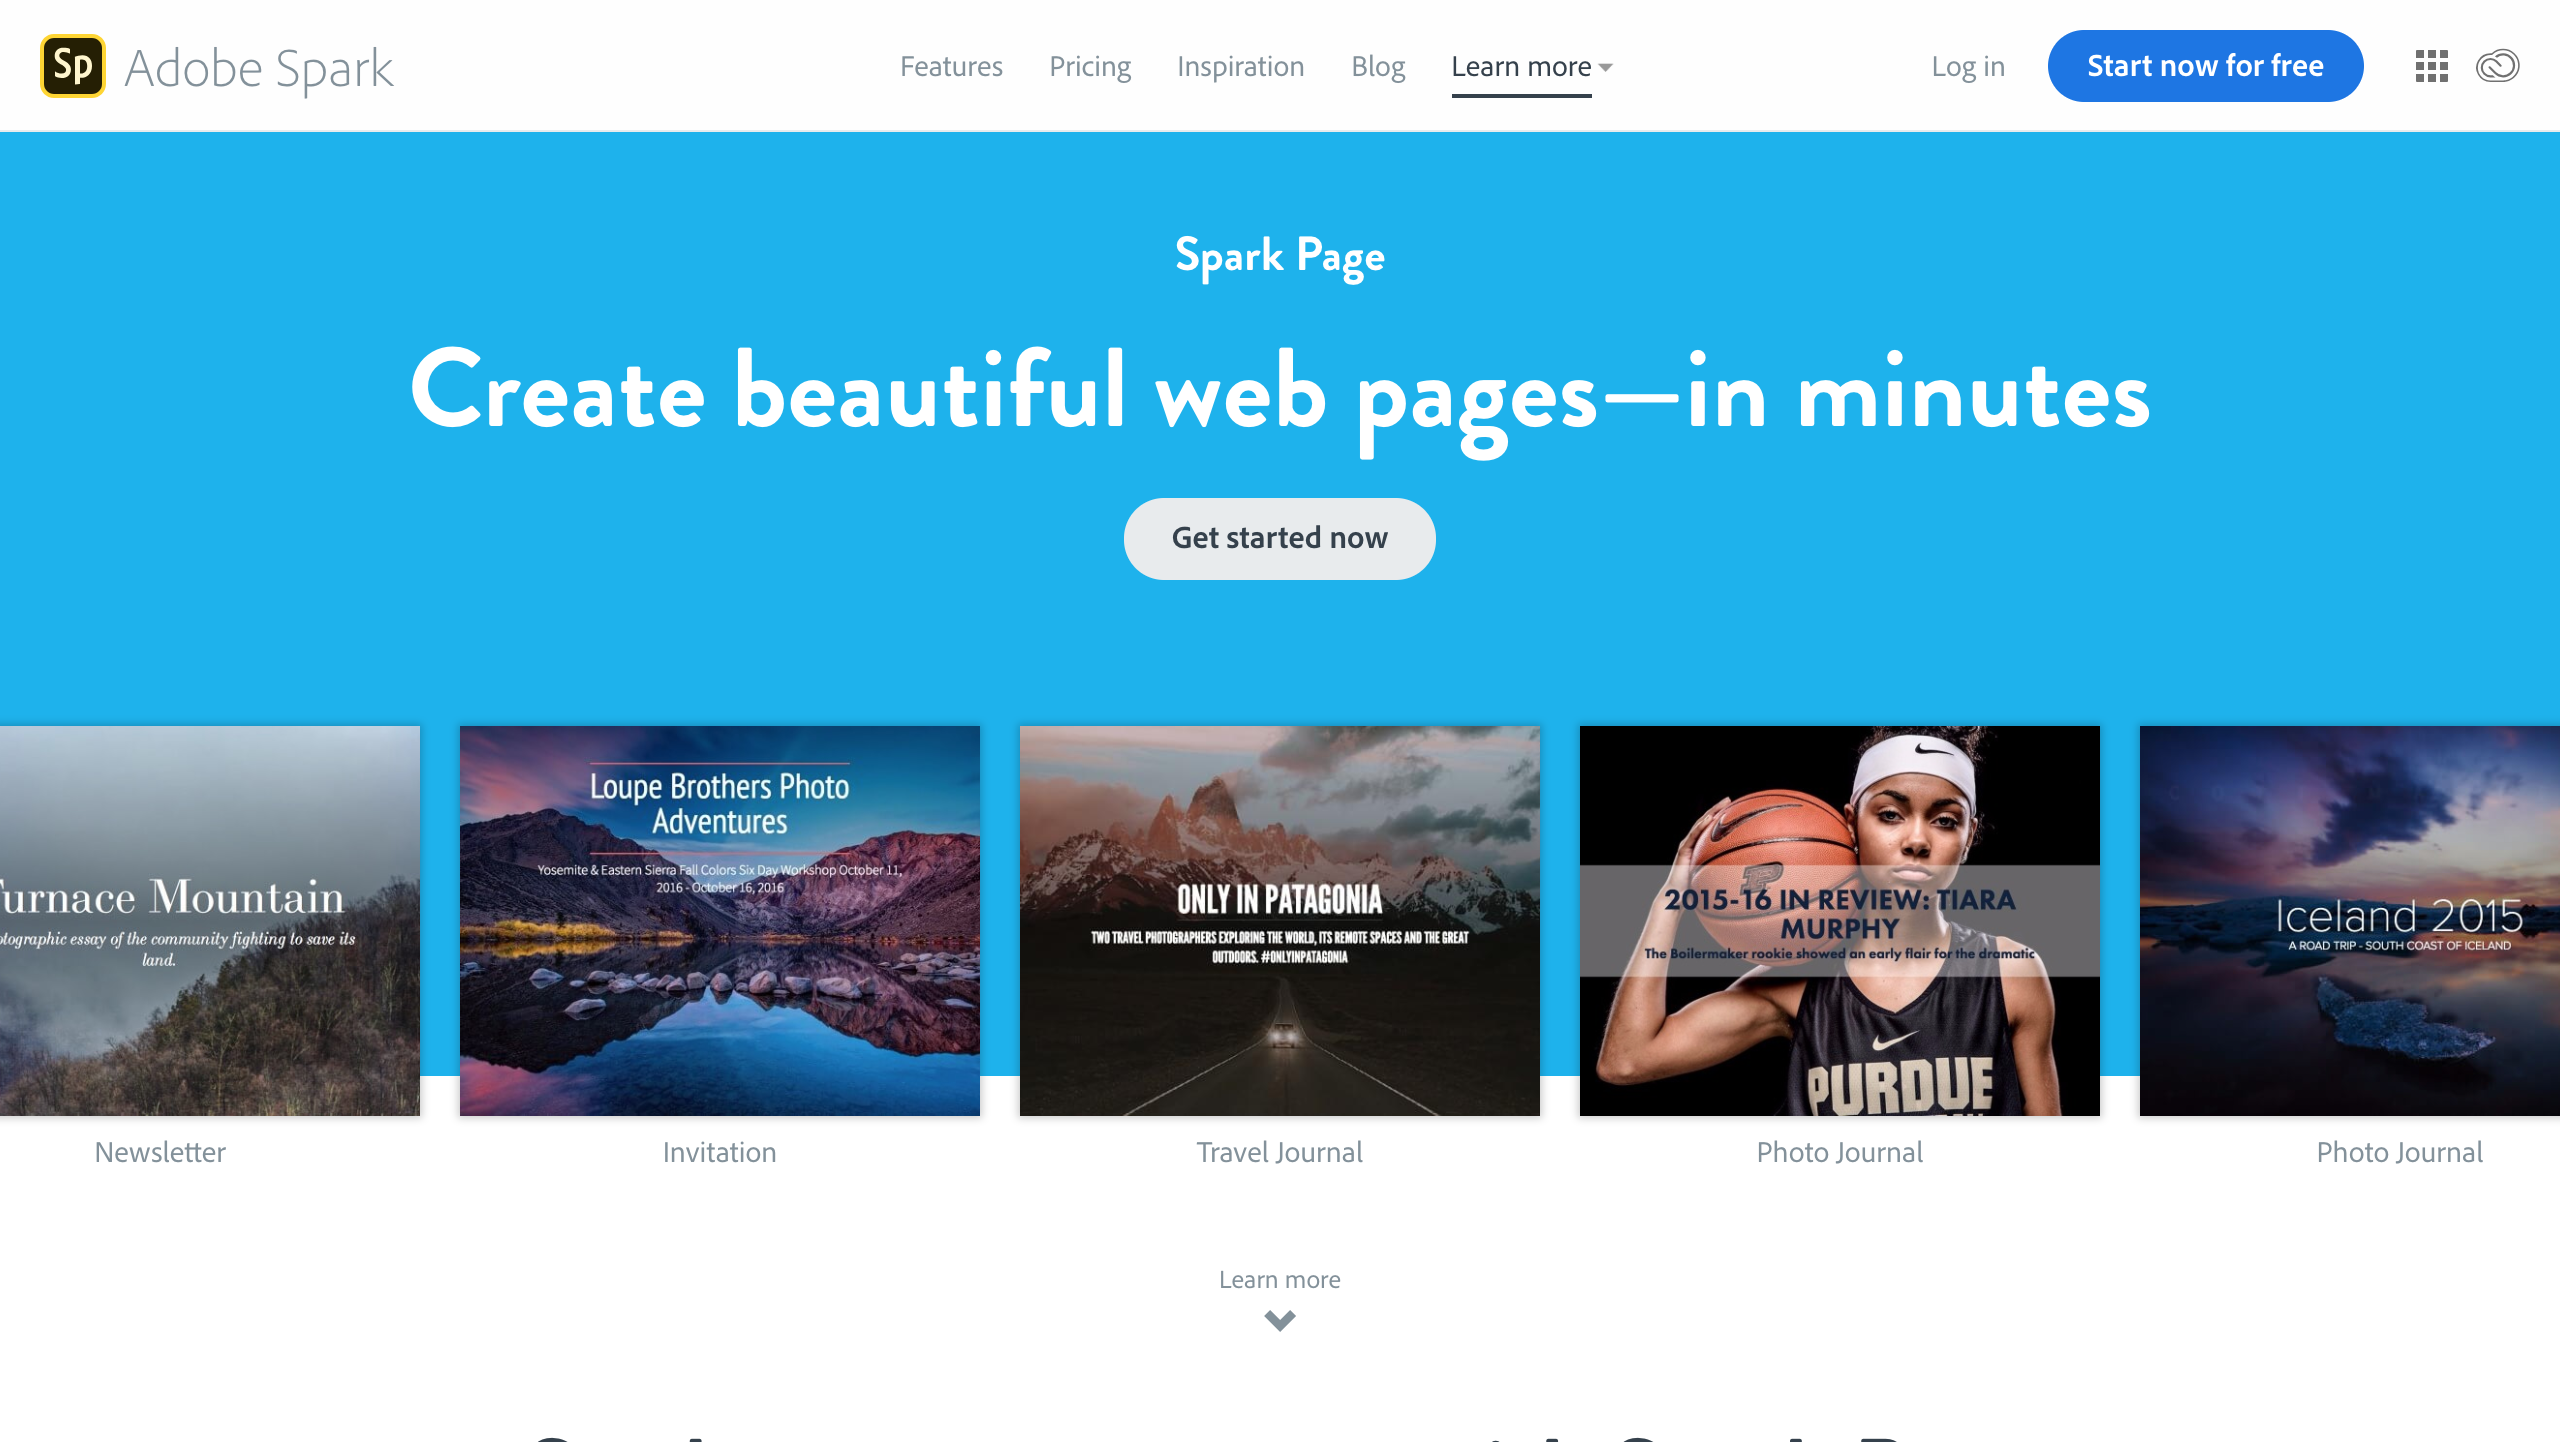 Sp Adobe Spark
Features Pricing Inspiration Blog Learn more
Log in Start now for free
Spark Page
Create beautiful web pages—in minutes
Get started now
Furnace Mountain
otographic essay of the community fighting to save its
land.
Newsletter
Loupe Brothers Photo
Adventures
Yosemite & Eastern Sierra Fall Colors Six Day Workshop October 11,
2016 - October 16, 2016
Invitation
ONLY IN PATAGONIA
TWO TRAVEL PHOTOGRAPHERS EXPLORING THE WORLD, ITS REMOTE SPACES AND THE GREAT
OUTDOORS. #ONLYINPATAGONIA
Travel Journal
2015-16 IN REVIEW: TIARA
MURPHY
The Boilermaker rookie showed an early flair for the dramatic
PURDUE
Photo Journal
Iceland 2015
A ROAD TRIP - SOUTH COAST OF ICELAND
Photo Journal
Learn more